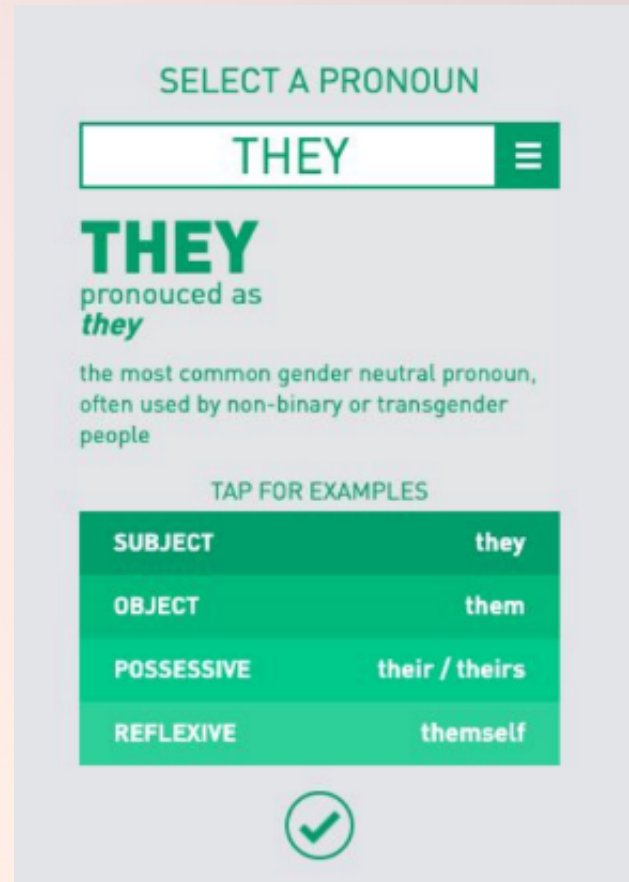 SELECT A PRONOUN
THEY
THEY
pronouced as
they
the most common gender neutral pronoun,
often used by non-binary or transgender
people
TAP FOR EXAMPLES
SUBJECT they
OBJECT them
POSSESSIVE their / theirs
REFLEXIVE themself